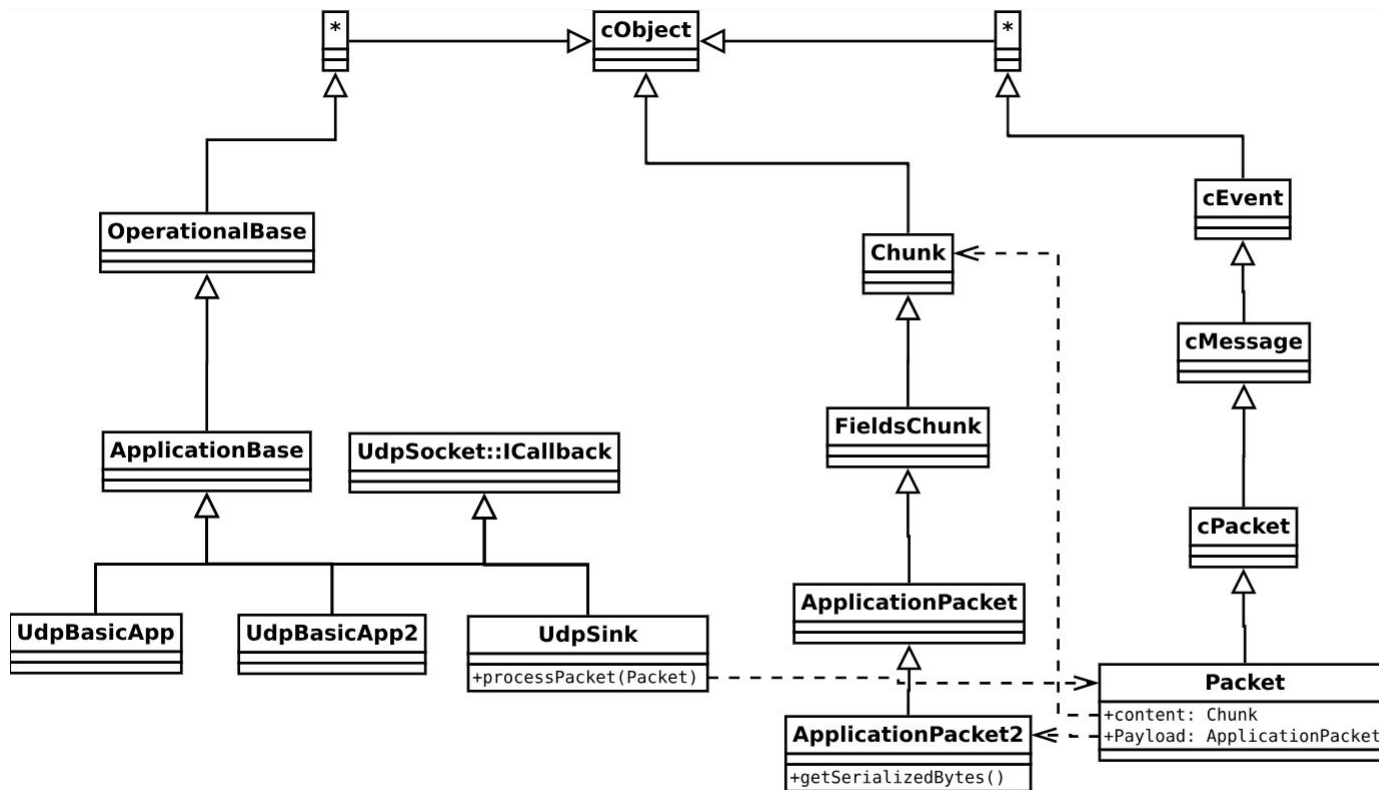 *
cObject
*
cEvent
OperationalBase
Chunk
cMessage
FieldsChunk
ApplicationBase
UdpSocket::ICallback
cPacket
ApplicationPacket
UdpBasicApp
UdpBasicApp2
UdpSink
+processPacket(Packet)
Packet
+content: Chunk
+Payload: ApplicationPacket
ApplicationPacket2
+getSerializedBytes()